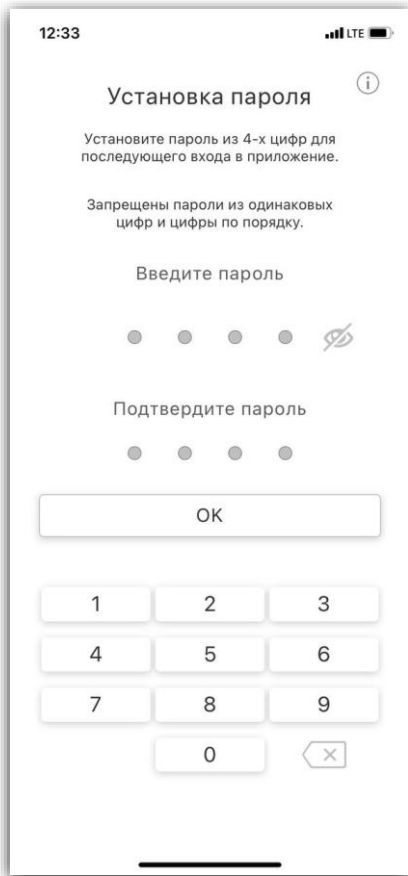 12:33
LTE
Установка пароля
Установите пароль из 4-х цифр для
последующего входа в приложение.
Запрещены пароли из одинаковых
цифр и цифры по порядку.
Введите пароль
Подтвердите пароль
OK
1 2 3
4 5 6
7 8 9
0